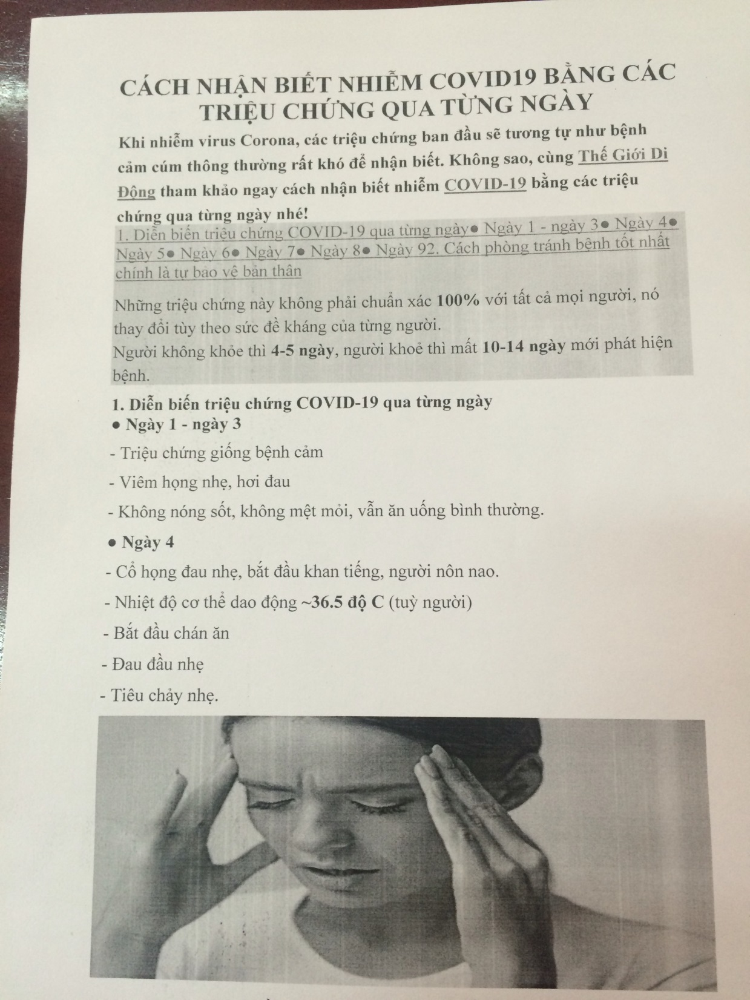 CÁCH NHẬN BIẾT NHIỄM COVID19 BẰNG CÁC
TRIỆU CHỨNG QUA TỪNG NGÀY
Khi nhiễm virus Corona, các triệu chứng ban đầu sẽ tương tự như bệnh
cảm cúm thông thường rất khó để nhận biết. Không sao, cùng Thế Giới Di
Động tham khảo ngay cách nhận biết nhiễm COVID-19 bằng các triệu
chứng qua từng ngày nhé!
1. Diễn biến triệu chứng COVID-19 qua từng ngày● Ngày 1 - ngày 3● Ngày 4●
Ngày 5● Ngày 6● Ngày 7● Ngày 8● Ngày 92. Cách phòng tránh bệnh tốt nhất
chính là tự bảo vệ bản thân
Những triệu chứng này không phải chuẩn xác 100% với tất cả mọi người, nó
thay đổi tùy theo sức đề kháng của từng người.
Người không khỏe thì 4-5 ngày, người khoẻ thì mất 10-14 ngày mới phát hiện
bệnh.
1. Diễn biến triệu chứng COVID-19 qua từng ngày
● Ngày 1 - ngày 3
- Triệu chứng giống bệnh cảm
- Viêm họng nhẹ, hơi đau
- Không nóng sốt, không mệt mỏi, vẫn ăn uống bình thường.
● Ngày 4
- Cổ họng đau nhẹ, bắt đầu khan tiếng, người nôn nao.
- Nhiệt độ cơ thể dao động ~36.5 độ C (tuỳ người)
- Bắt đầu chán ăn
- Đau đầu nhẹ
- Tiêu chảy nhẹ.